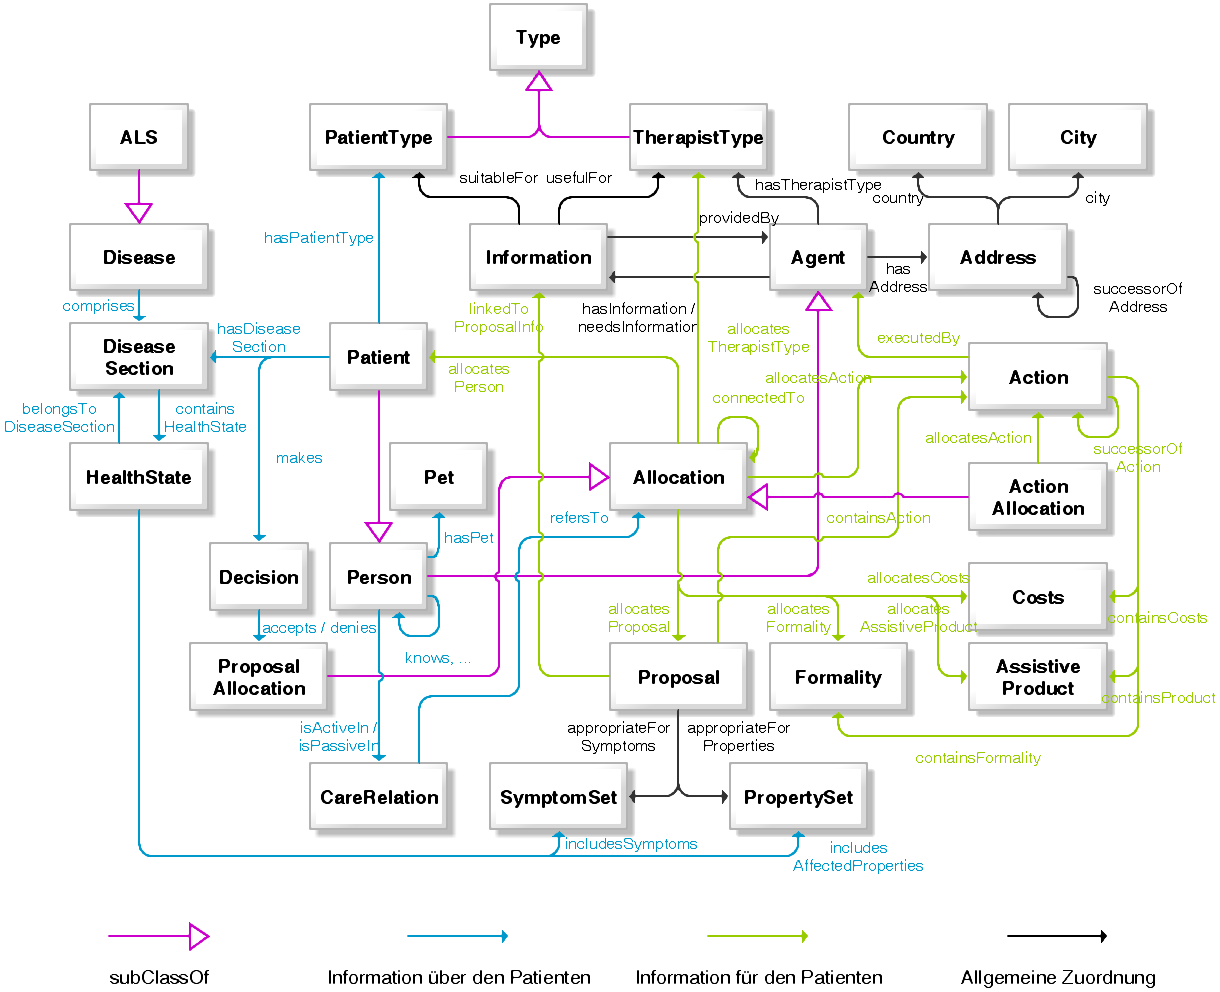 Type
ALS
PatientType
TherapistType
Country
City
suitableFor usefulFor
hasTherapistType
country
city
providedBy
hasPatientType
Disease
Information
Agent
Address
has
Address
successorOf
Address
comprises
linkedTo
ProposalInfo
hasInformation /
needsInformation
allocates
TherapistType
executedBy
hasDisease
Section
Disease
Section
Patient
allocates
Person
allocatesAction
connectedTo
Action
belongsTo
DiseaseSection
contains
HealthState
allocatesAction
successorOf
Action
makes
HealthState
Pet
Allocation
Action
Allocation
refersTo
containsAction
hasPet
Decision
Person
allocatesCosts
Costs
allocates
Proposal
allocates
Formality
allocates
AssistiveProduct
containsCosts
accepts / denies
knows, ...
Proposal
Allocation
Proposal
Formality
Assistive
Product
containsProduct
isActiveIn /
isPassiveIn
appropriateFor
Symptoms
appropriateFor
Properties
containsFormality
CareRelation
SymptomSet
PropertySet
includesSymptoms
includes
AffectedProperties
subClassOf
Information über den Patienten
Information für den Patienten
Allgemeine Zuordnung